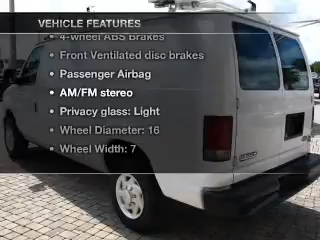 VEHICLE FEATURES
• 4-wheel ABS Brakes
• Front Ventilated disc brakes
• Passenger Airbag
• AM/FM stereo
• Privacy glass: Light
• Wheel Diameter: 16
• Wheel Width: 7